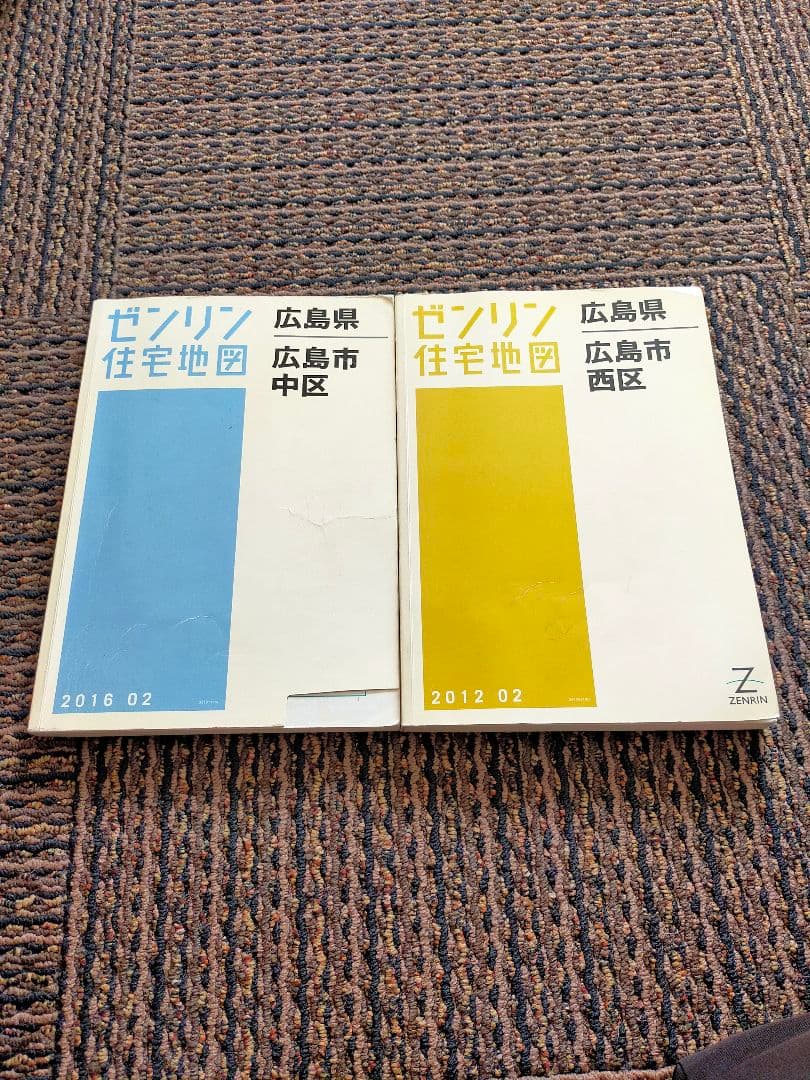 ゼンリン
住宅地図
広島県
広島市
中区
2016 02
ゼンリン
住宅地図
広島県
広島市
西区
2012 02
ZENRIN